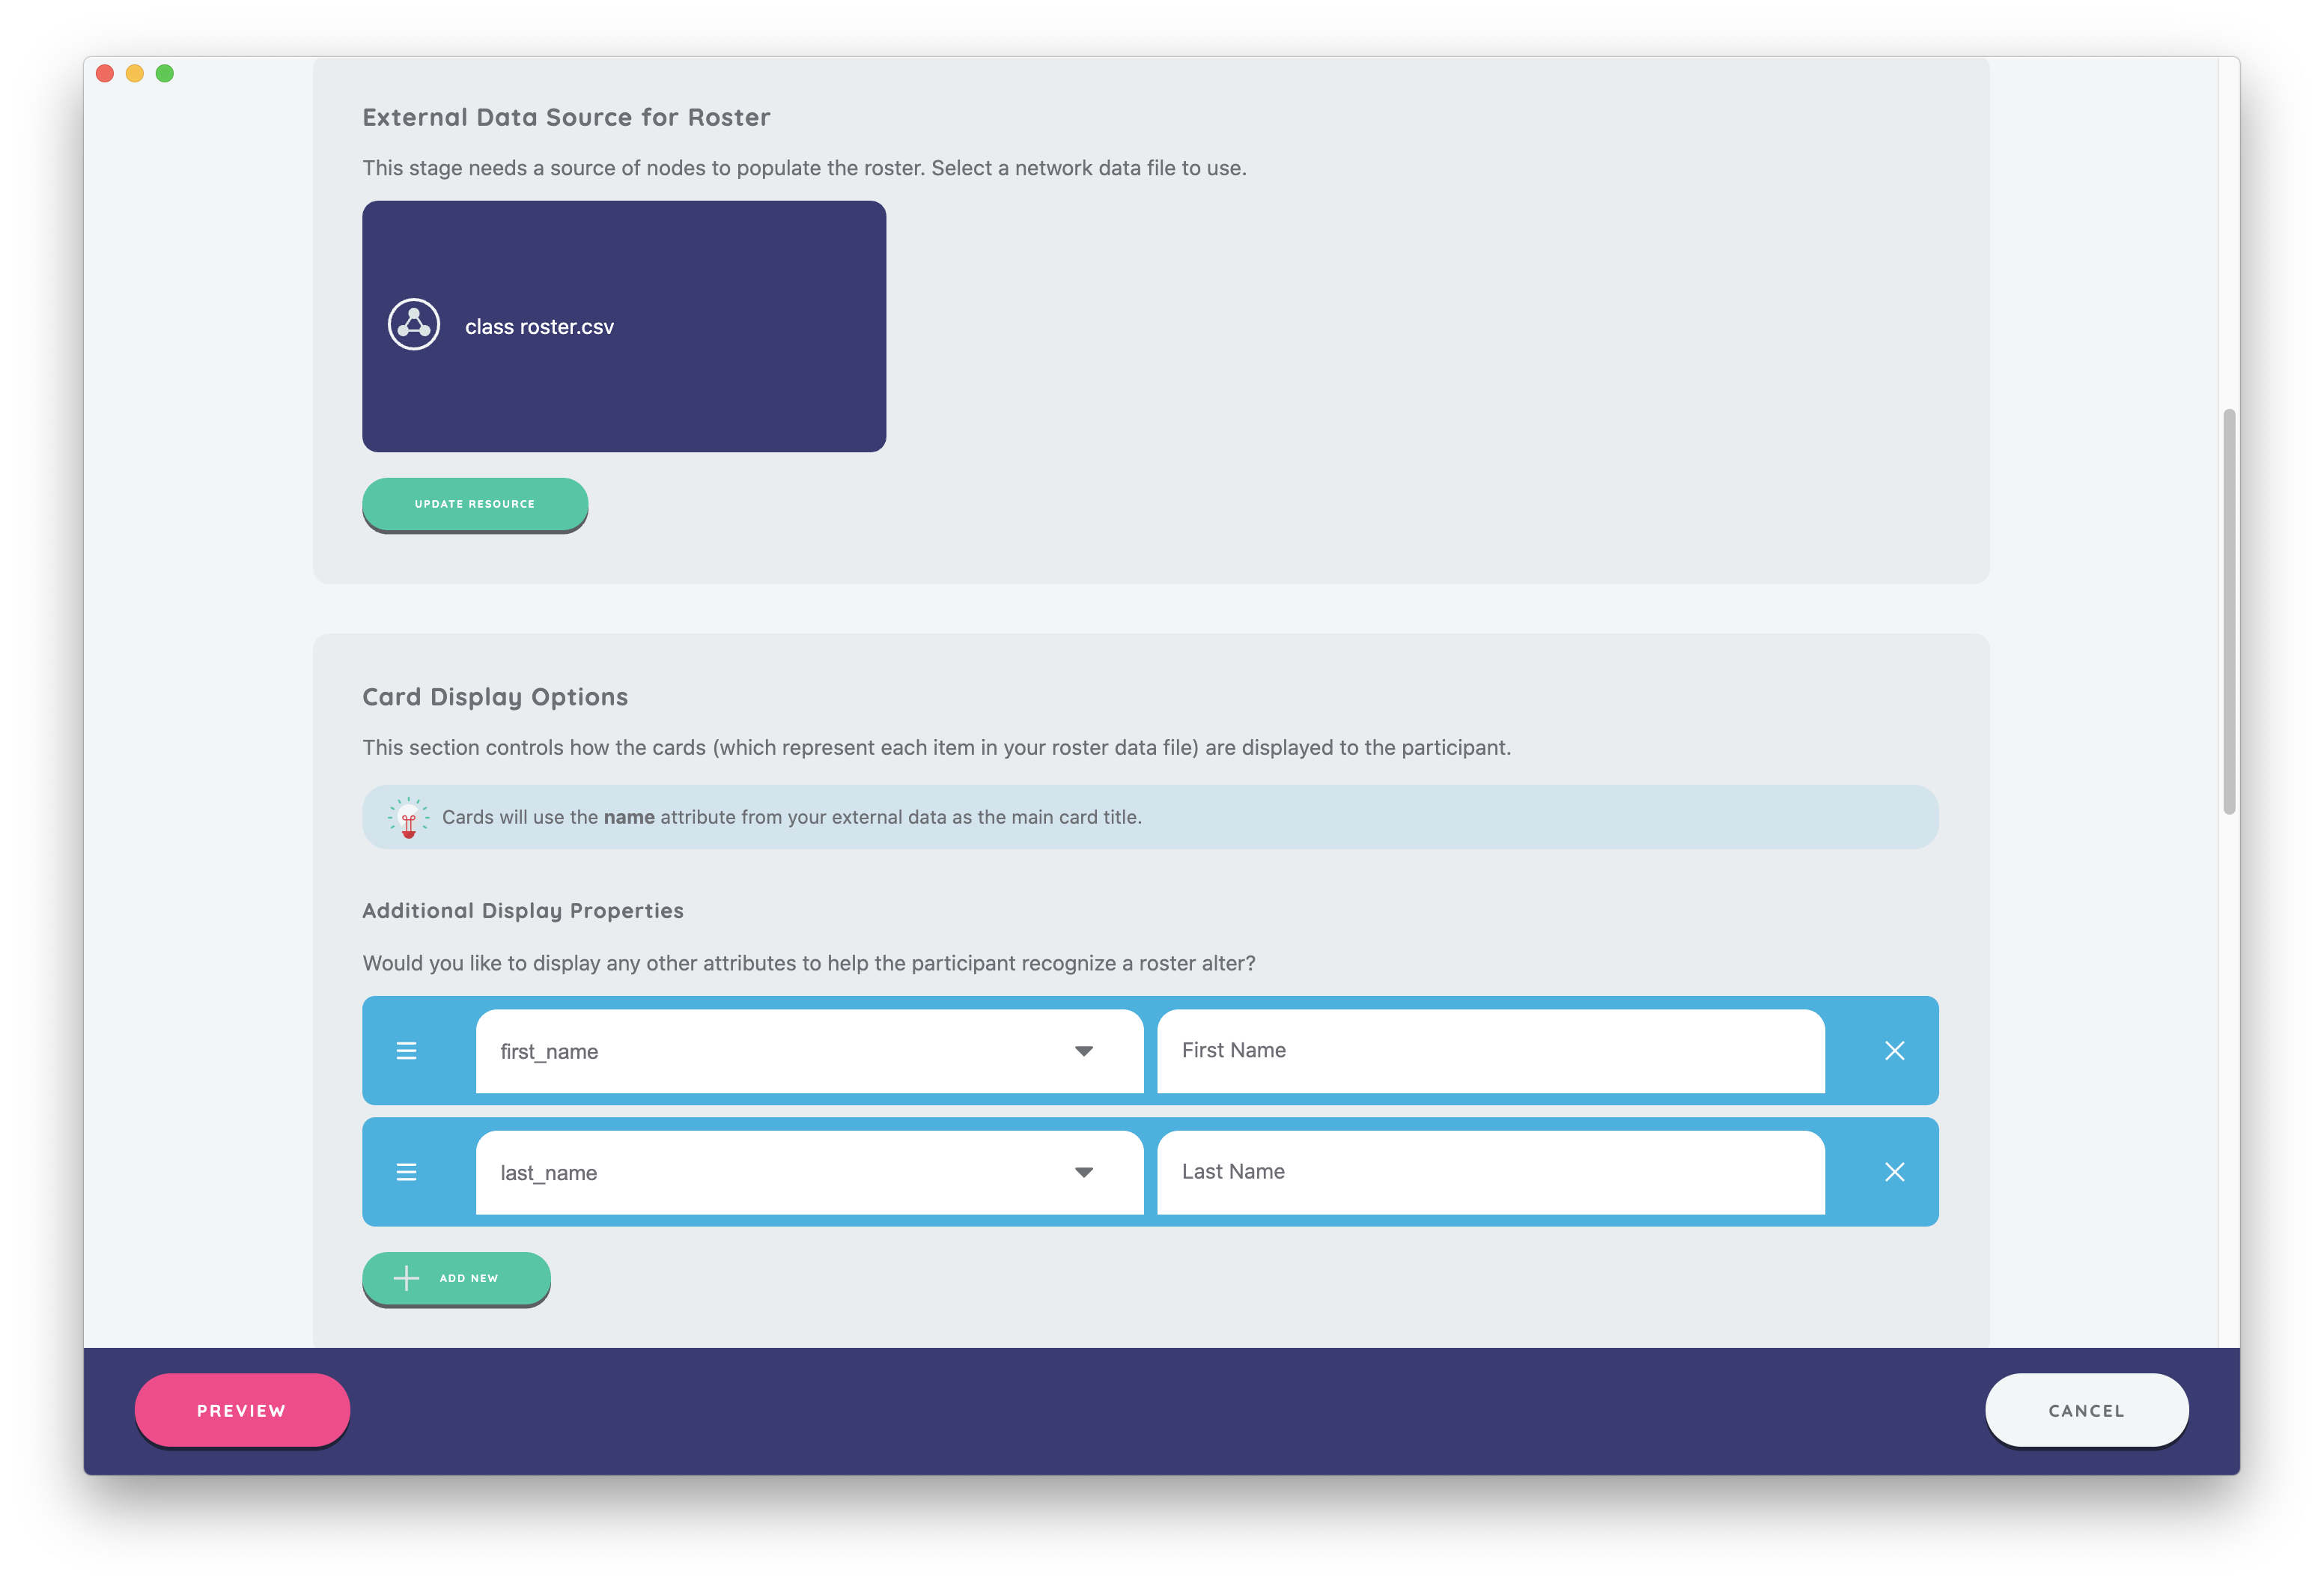 External Data Source for Roster
This stage needs a source of nodes to populate the roster. Select a network data file to use.
class roster.csv
UPDATE RESOURCE
Card Display Options
This section controls how the cards (which represent each item in your roster data file) are displayed to the participant.
Cards will use the name attribute from your external data as the main card title.
Additional Display Properties
Would you like to display any other attributes to help the participant recognize a roster alter?
first_name First Name
last_name Last Name
ADD NEW
PREVIEW CANCEL